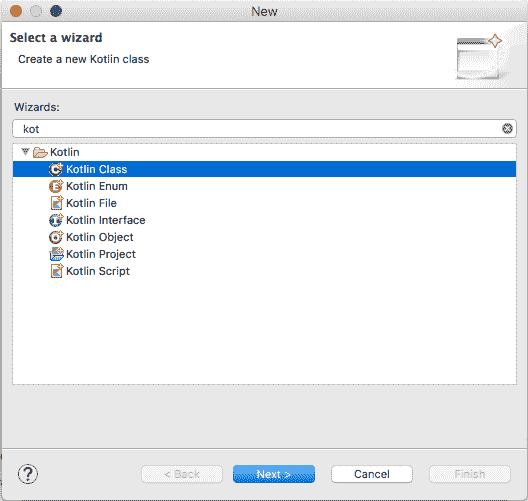 New
Select a wizard
Create a new Kotlin class
Wizards:
kot
Kotlin
Kotlin Class
Kotlin Enum
Kotlin File
Kotlin Interface
Kotlin Object
Kotlin Project
Kotlin Script
? < Back Next > Cancel Finish